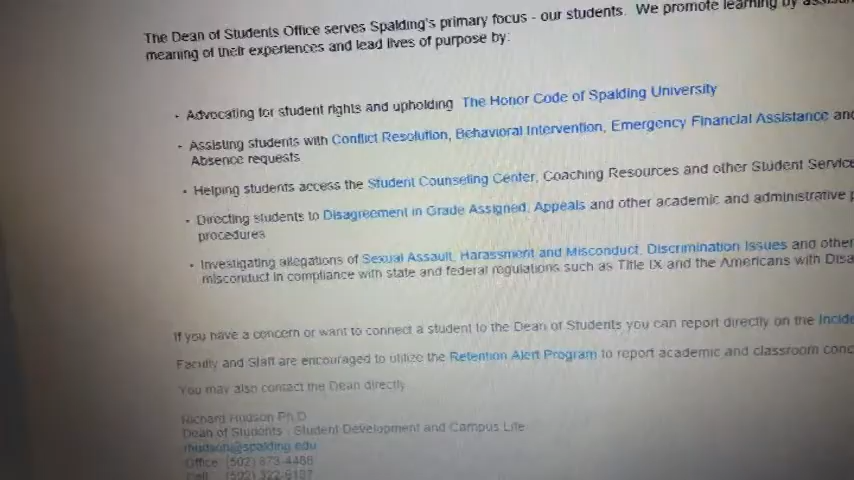 The Dean of Students Office serves Spalding's primary focus - our students. We promote learning by
meaning of their experiences and lead lives of purpose by:
• Advocating for student rights and upholding The Honor Code of Spalding University
• Assisting students with Conflict Resolution, Behavioral Intervention, Emergency Financial Assistance and
Absence requests
• Helping students access the Student Counseling Center, Coaching Resources and other Student Service
• Directing students to Disagreement in Grade Assigned, Appeals and other academic and administrative p
procedures
• Investigating allegations of Sexual Assault, Harassment and Misconduct, Discrimination Issues and other
misconduct in compliance with state and federal regulations such as Title IX and the Americans with Disa
If you have a concern or want to connect a student to the Dean of Students you can report directly on the Incide
Faculty and Staff are encouraged to utilize the Retention Alert Program to report academic and classroom conc
You may also contact the Dean directly
Richard Hudson Ph.D
Dean of Students - Student Development and Campus Life
rhudson@spalding.edu
Office: (502) 873-4488
Cell: (502)